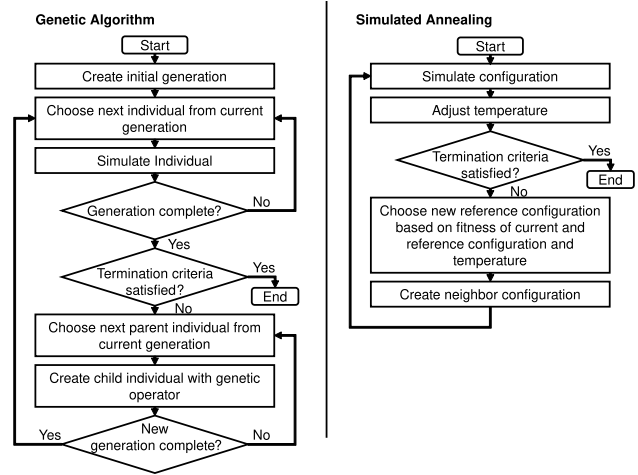 Genetic Algorithm
Start
Create initial generation
Choose next individual from current
generation
Simulate Individual
Generation complete?
No
Yes
Termination criteria
satisfied?
Yes
End
No
Choose next parent individual from
current generation
Create child individual with genetic
operator
New
generation complete?
Yes
No
Simulated Annealing
Start
Simulate configuration
Adjust temperature
Termination criteria
satisfied?
Yes
End
No
Choose new reference configuration
based on fitness of current and
reference configuration and
temperature
Create neighbor configuration